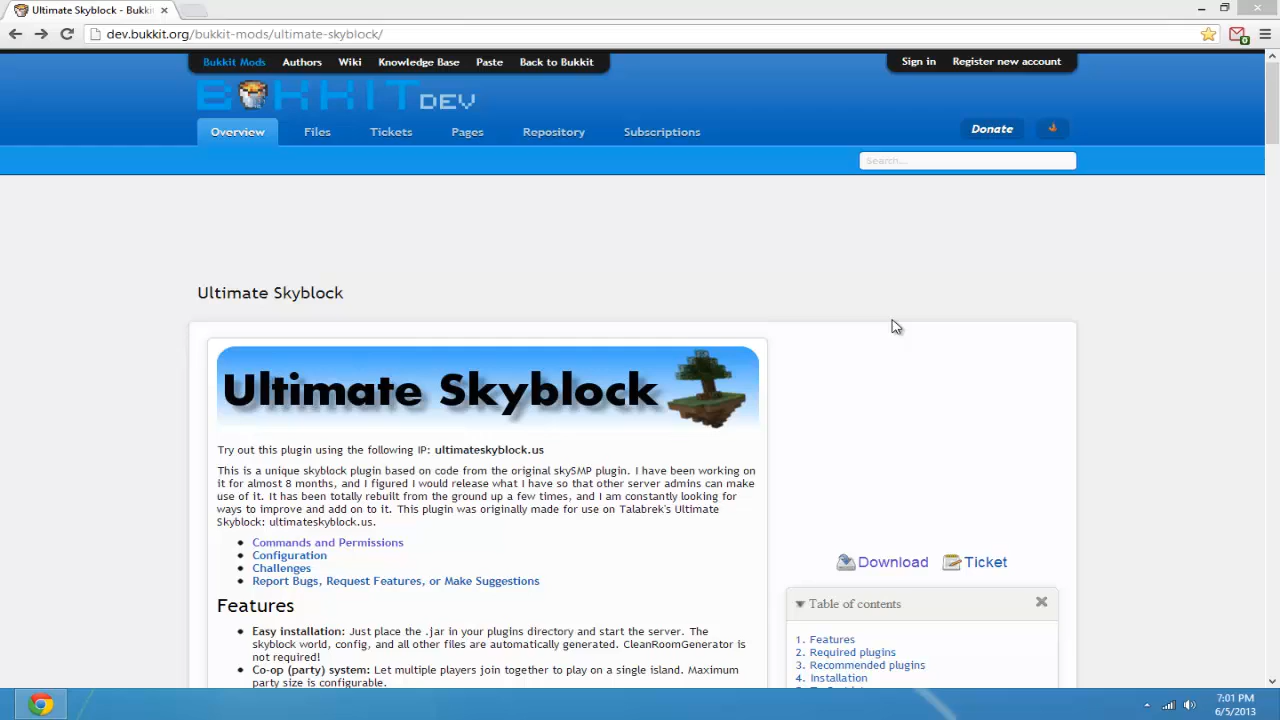 Ultimate Skyblock - Bukki
dev.bukkit.org/bukkit-mods/ultimate-skyblock/
Bukkit Mods Authors Wiki Knowledge Base Paste Back to Bukkit Sign in Register new account
BUKKIT DEV
Overview Files Tickets Pages Repository Subscriptions Donate
Search...
Ultimate Skyblock
Ultimate Skyblock
Try out this plugin using the following IP: ultimateskyblock.us
This is a unique skyblock plugin based on code from the original skySMP plugin. I have been working on
it for almost 8 months, and I figured I would release what I have so that other server admins can make
use of it. It has been totally rebuilt from the ground up a few times, and I am constantly looking for
ways to improve and add on to it. This plugin was originally made for use on Talabrek's Ultimate
Skyblock: ultimateskyblock.us.
Commands and Permissions
Configuration
Challenges
Report Bugs, Request Features, or Make Suggestions
Features
Easy installation: Just place the .jar in your plugins directory and start the server. The
skyblock world, config, and all other files are automatically generated. CleanRoomGenerator is
not required!
Co-op (party) system: Let multiple players join together to play on a single island. Maximum
party size is configurable.
Download Ticket
Table of contents
1. Features
2. Required plugins
3. Recommended plugins
4. Installation
7:01 PM
6/5/2013